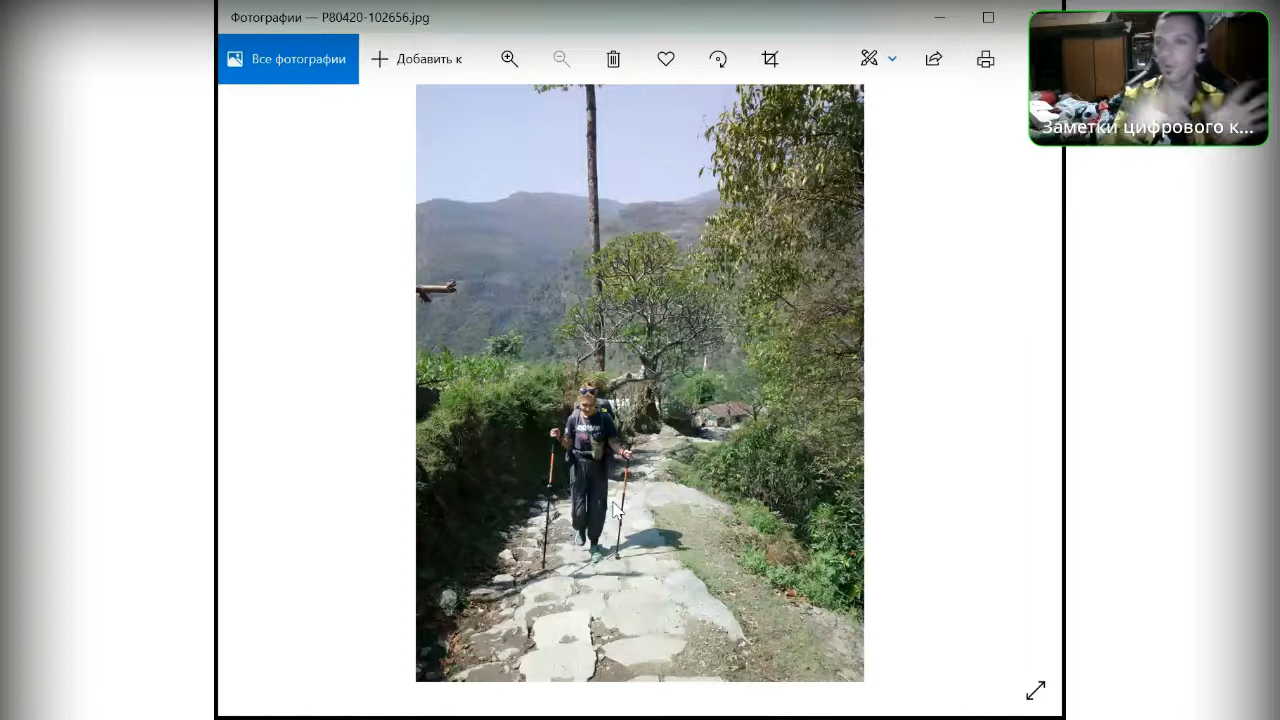 Фотографии — P80420-102656.jpg
Все фотографии
Добавить к
Заметки цифрового к...